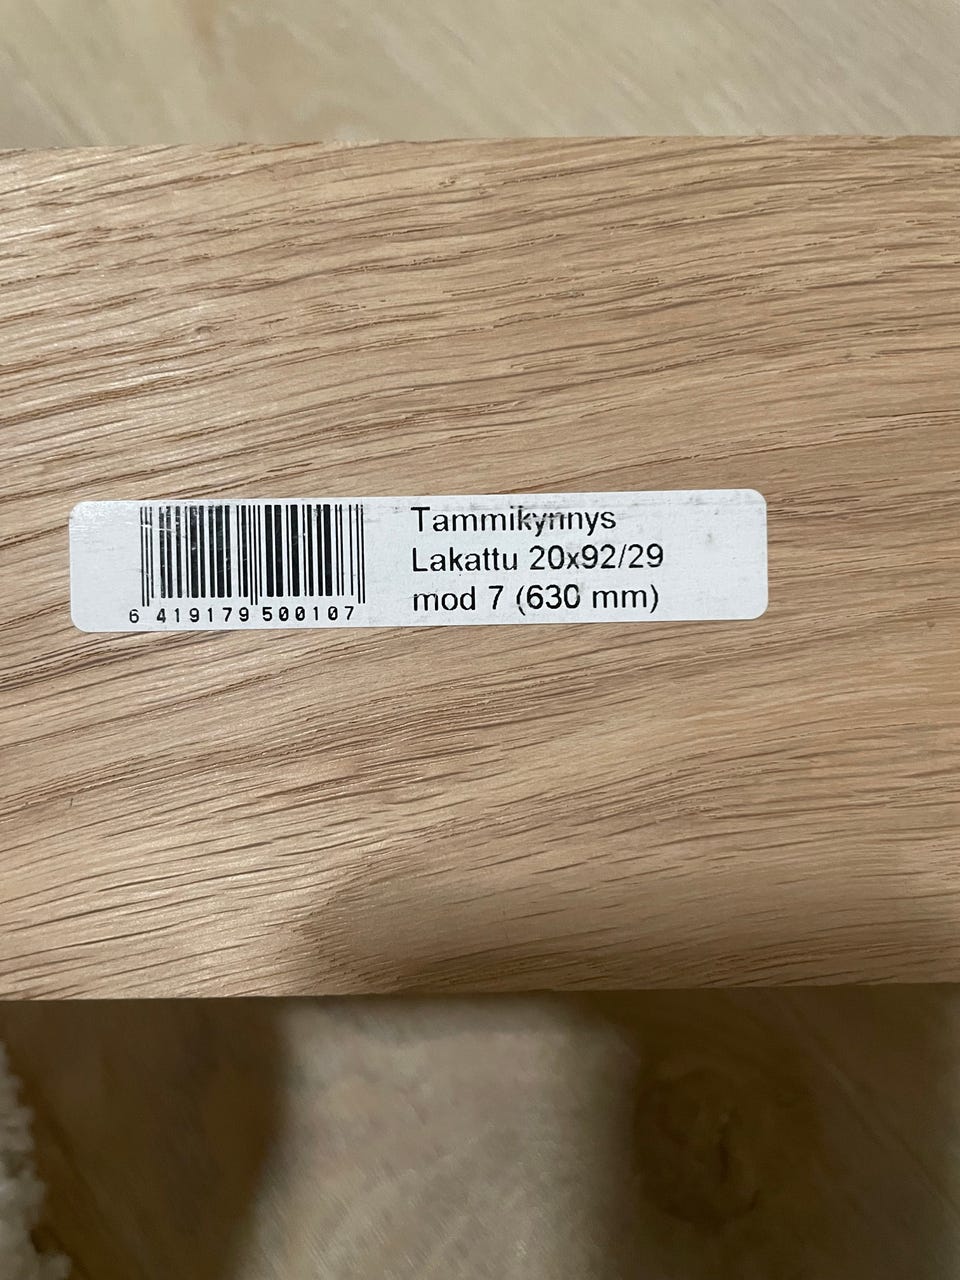 Tammikynnys
Lakattu 20x92/29
mod 7 (630 mm)
6 419179 500107